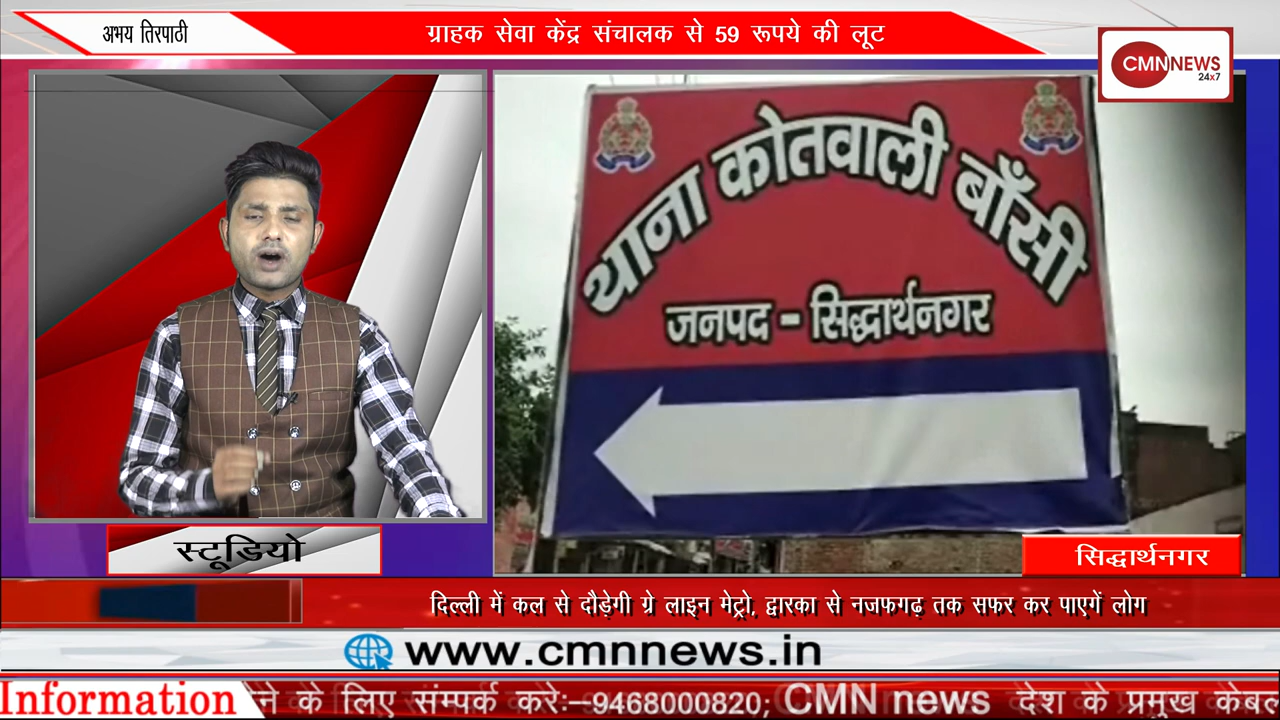 अभय तिरपाठी
ग्राहक सेवा केंद्र संचालक से 59 रूपये की लूट
CMNNEWS
24x7
थाना कोतवाली बाँसी
जनपद - सिद्धार्थनगर
स्टूडियो
सिद्धार्थनगर
दिल्ली में कल से दौड़ेगी ग्रे लाइन मेट्रो, द्वारका से नजफगढ़ तक सफर कर पाएगें लोग
www.cmnnews.in
Information के लिए संपर्क करेः--9468000820; CMN news देश के प्रमुख केबल